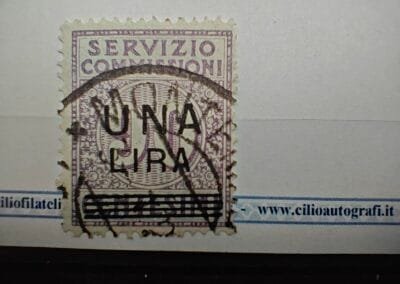 SERVIZIO
COMMISSIONI
UNA
LIRA
ciliofilateli - www.cilioautografi.it